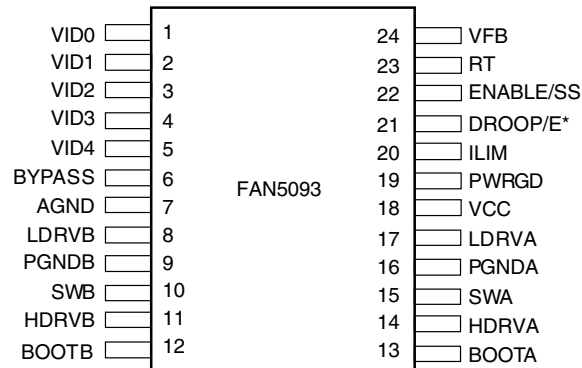 VID0 1 24 VFB
VID1 2 23 RT
VID2 3 22 ENABLE/SS
VID3 4 21 DROOP/E*
VID4 5 20 ILIM
BYPASS 6 FAN5093 19 PWRGD
AGND 7 18 VCC
LDRVB 8 17 LDRVA
PGNDB 9 16 PGNDA
SWB 10 15 SWA
HDRVB 11 14 HDRVA
BOOTB 12 13 BOOTA